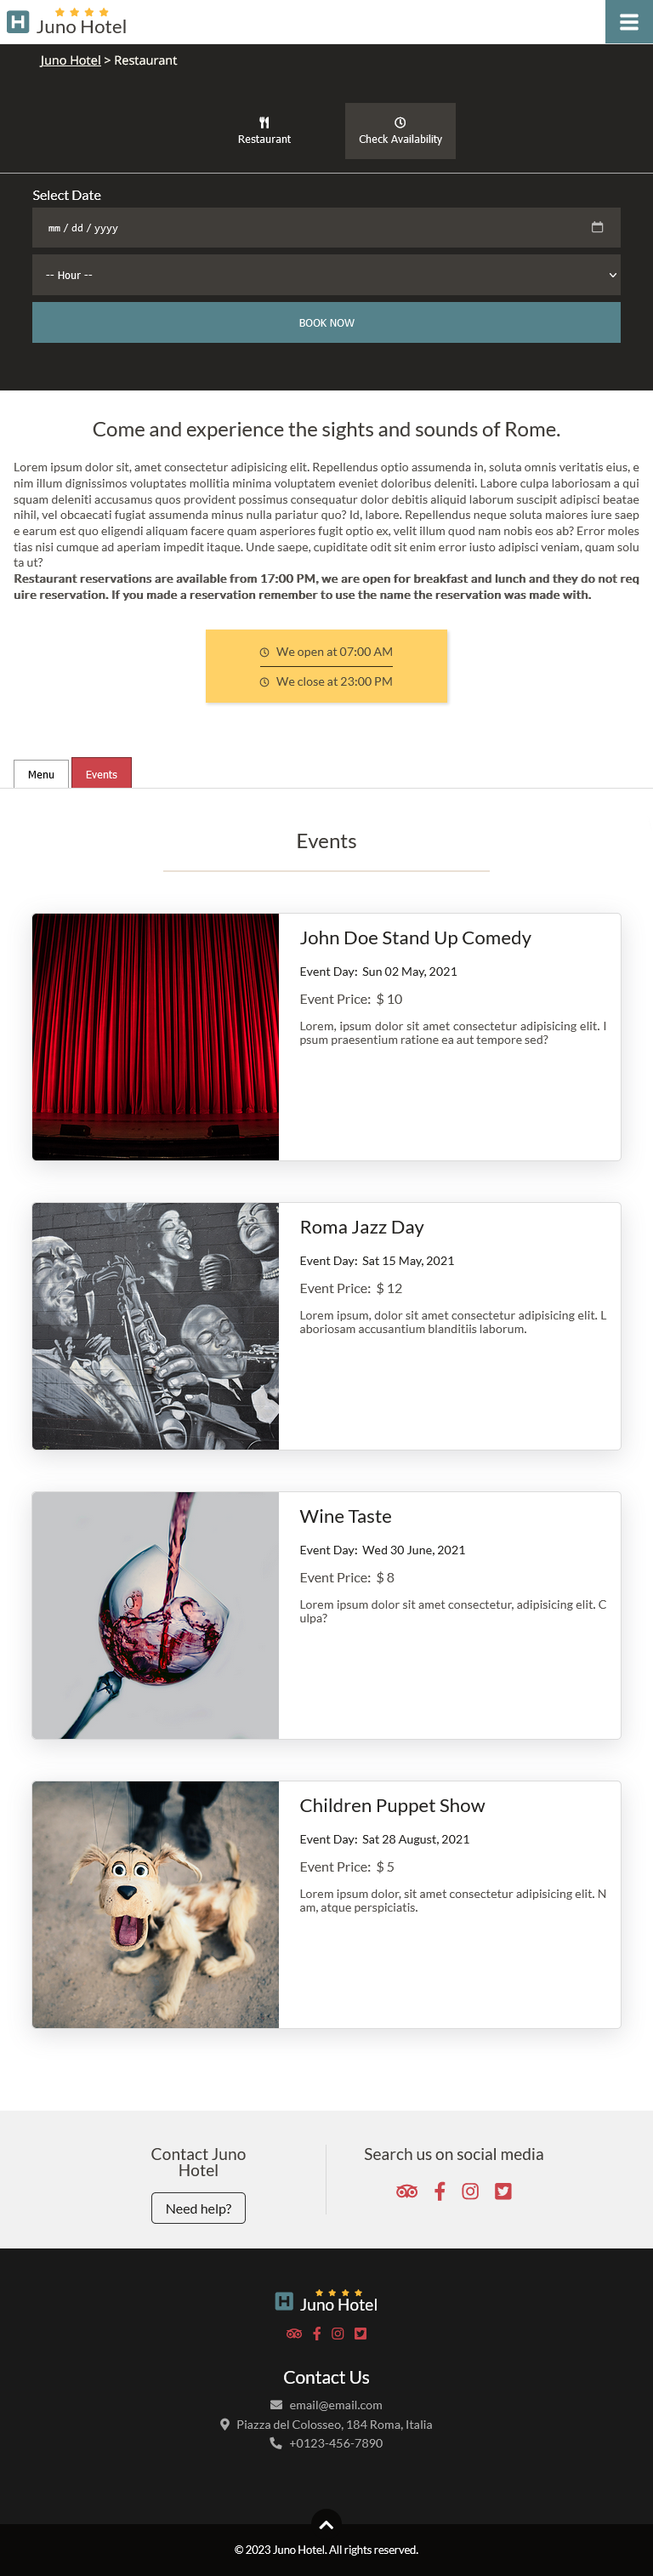 H Juno Hotel
Juno Hotel > Restaurant
Restaurant
Check Availability
Select Date
mm / dd / yyyy
-- Hour --
BOOK NOW
Come and experience the sights and sounds of Rome.
Lorem ipsum dolor sit, amet consectetur adipisicing elit. Repellendus optio assumenda in, soluta omnis veritatis eius, e
nim illum dignissimos voluptates mollitia minima voluptatem eveniet doloribus deleniti. Labore culpa laboriosam a qui
squam deleniti accusamus quos provident possimus consequatur dolor debitis aliquid laborum suscipit adipisci beatae
nihil, vel obcaecati fugiat assumenda minus nulla pariatur quo? Id, labore. Repellendus neque soluta maiores iure saep
e earum est quo eligendi aliquam facere quam asperiores fugit optio ex, velit illum quod nam nobis eos ab? Error moles
tias nisi cumque ad aperiam impedit itaque. Unde saepe, cupiditate odit sit enim error iusto adipisci veniam, quam solu
ta ut?
Restaurant reservations are available from 17:00 PM, we are open for breakfast and lunch and they do not req
uire reservation. If you made a reservation remember to use the name the reservation was made with.
We open at 07:00 AM
We close at 23:00 PM
Menu
Events
Events
John Doe Stand Up Comedy
Event Day: Sun 02 May, 2021
Event Price: $ 10
Lorem, ipsum dolor sit amet consectetur adipisicing elit. I
psum praesentium ratione ea aut tempore sed?
Roma Jazz Day
Event Day: Sat 15 May, 2021
Event Price: $ 12
Lorem ipsum, dolor sit amet consectetur adipisicing elit. L
aboriosam accusantium blanditiis laborum.
Wine Taste
Event Day: Wed 30 June, 2021
Event Price: $ 8
Lorem ipsum dolor sit amet consectetur, adipisicing elit. C
ulpa?
Children Puppet Show
Event Day: Sat 28 August, 2021
Event Price: $ 5
Lorem ipsum dolor, sit amet consectetur adipisicing elit. N
am, atque perspiciatis.
Contact Juno
Hotel
Need help?
Search us on social media
H Juno Hotel
Contact Us
email@email.com
Piazza del Colosseo, 184 Roma, Italia
+0123-456-7890
© 2023 Juno Hotel. All rights reserved.